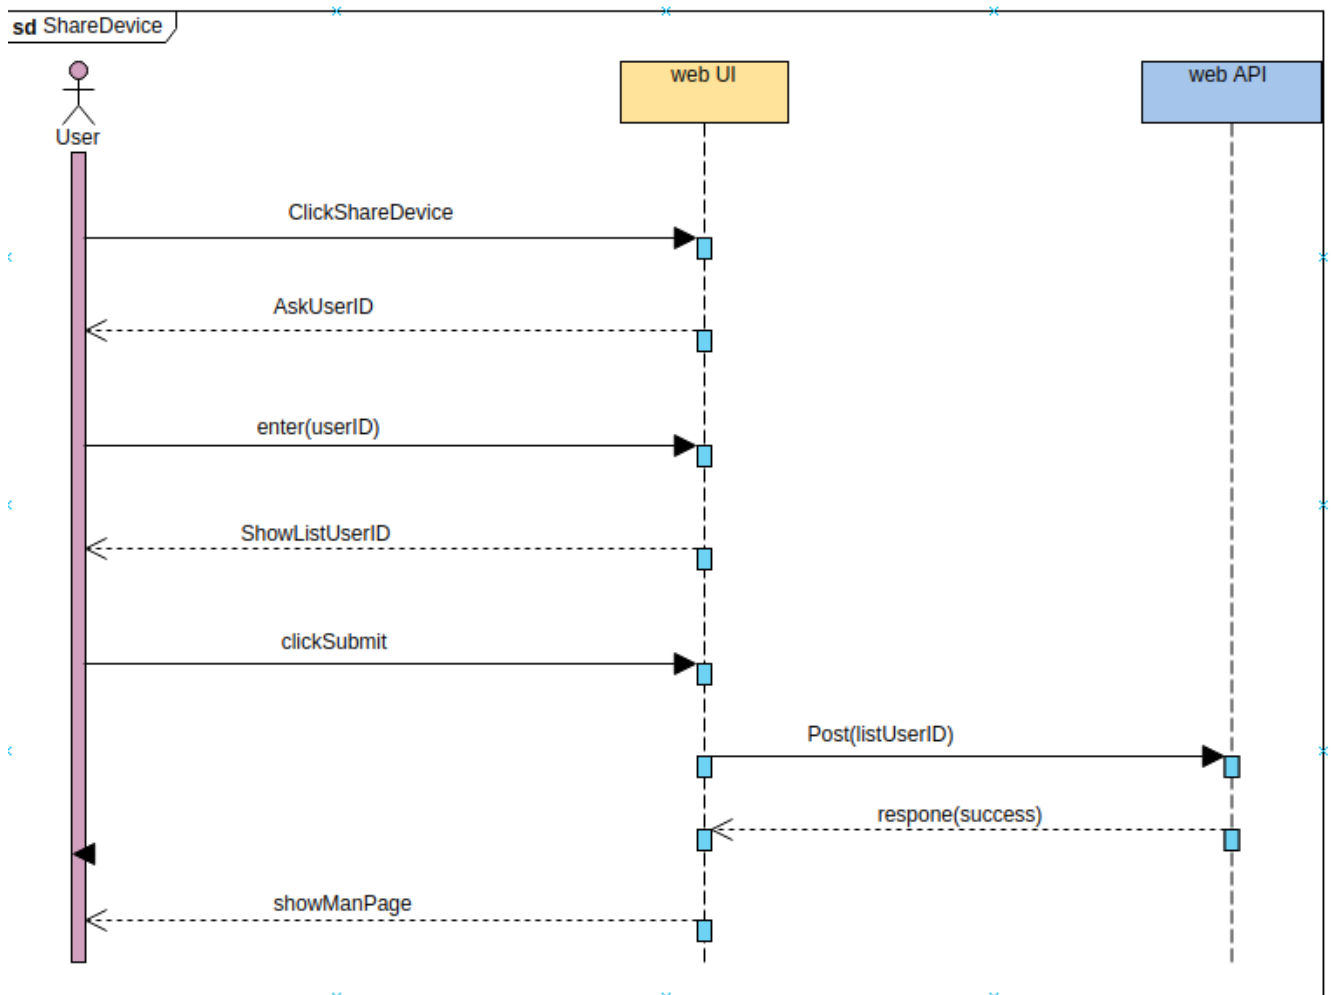 sd ShareDevice
web UI
web API
User
ClickShareDevice
AskUserID
enter(userID)
ShowListUserID
clickSubmit
Post(listUserID)
respone(success)
showManPage